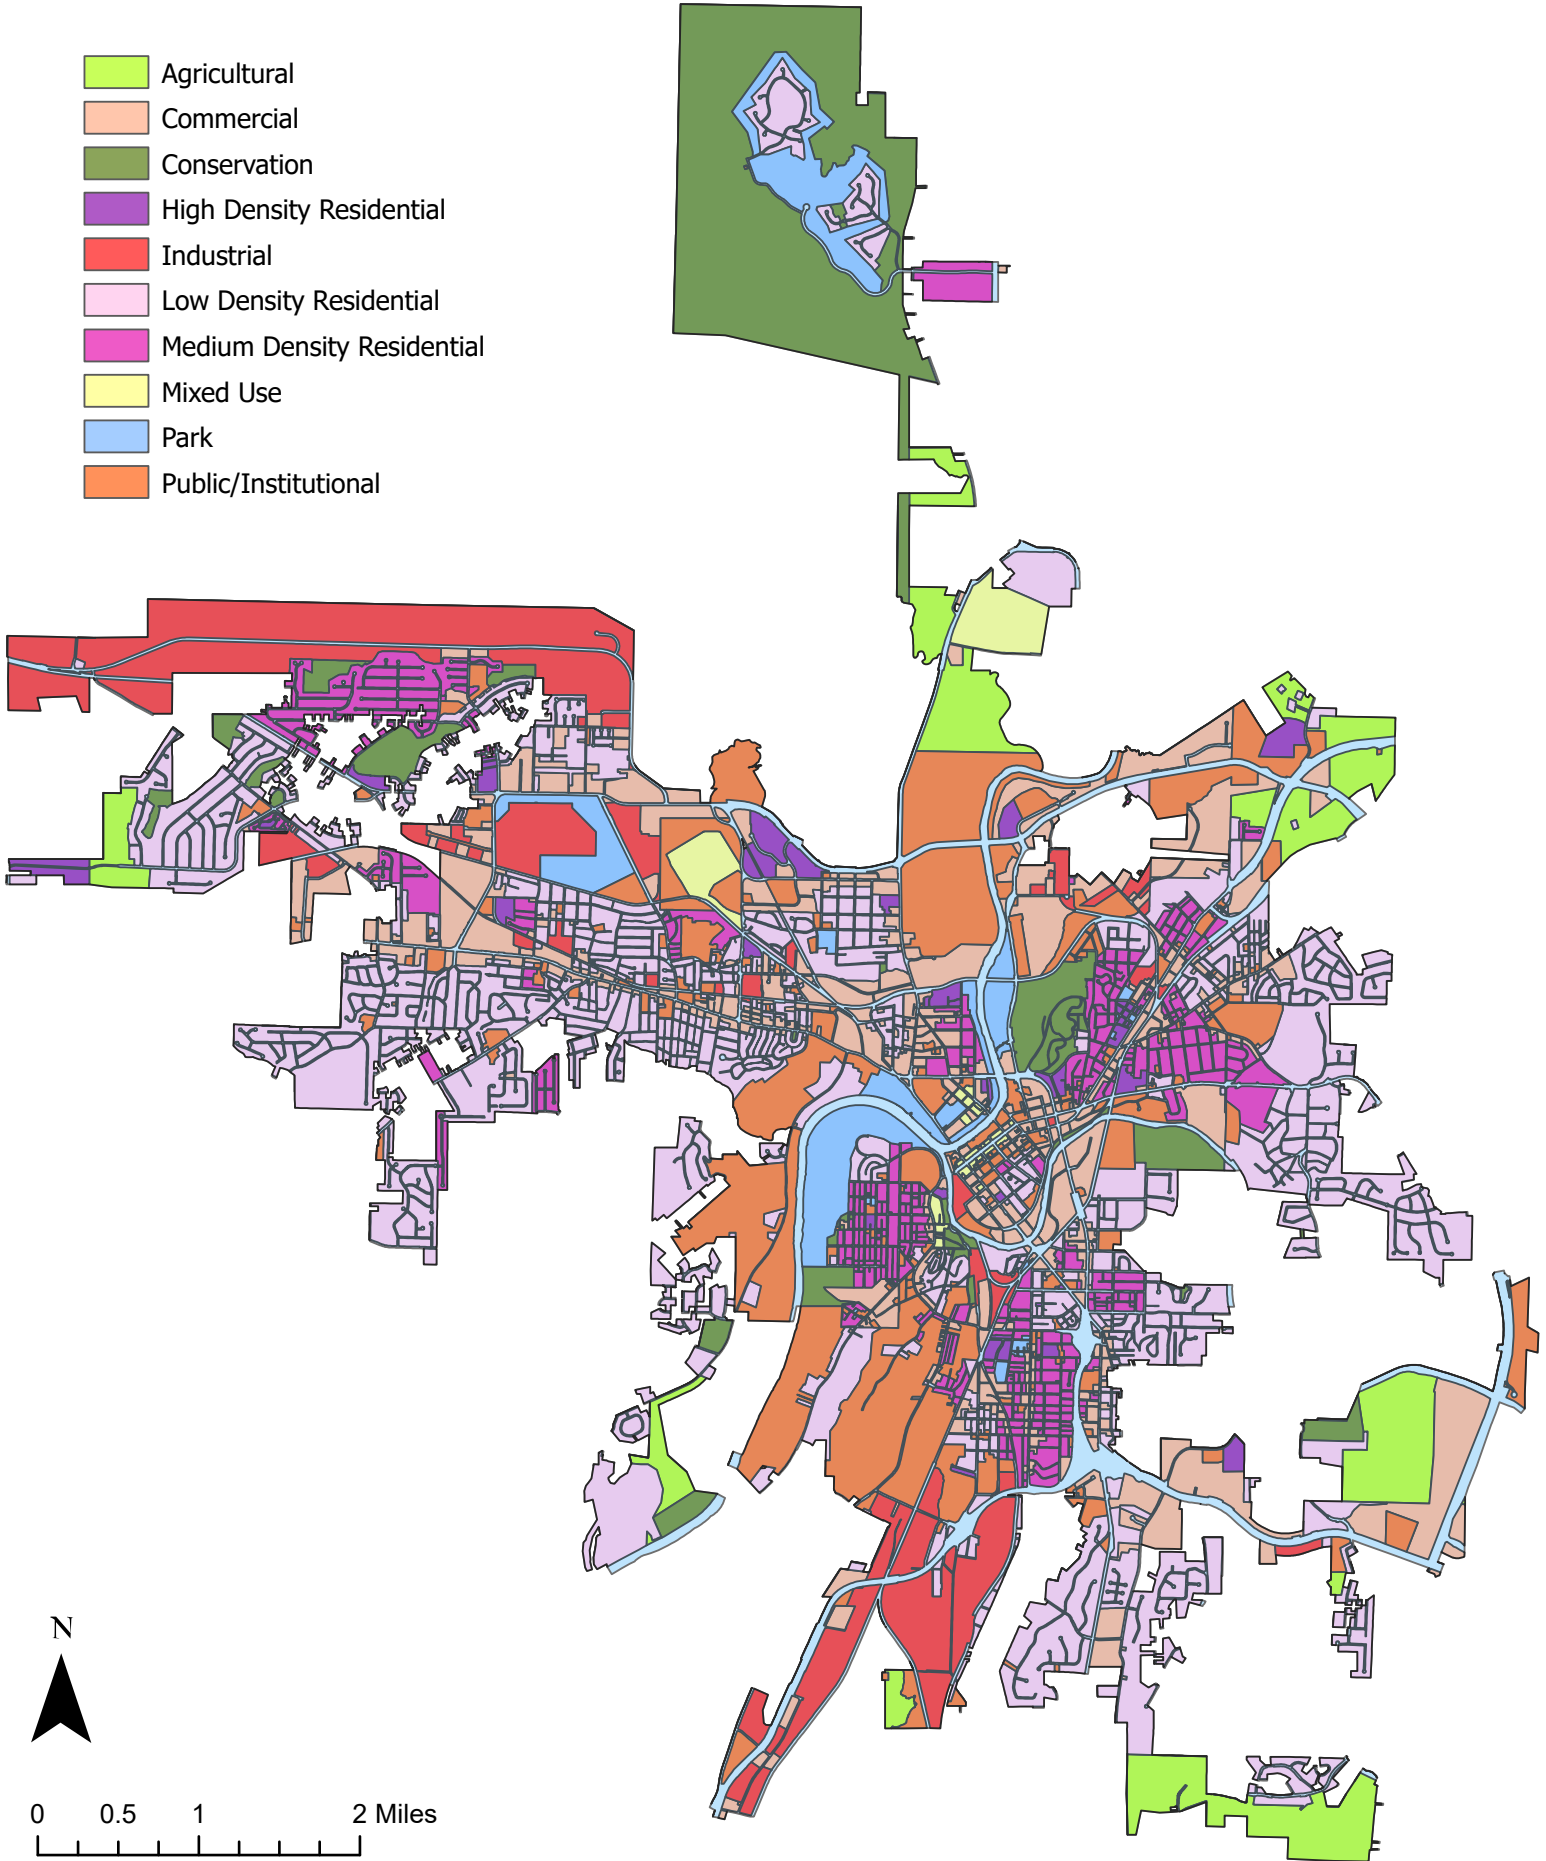 Agricultural
Commercial
Conservation
High Density Residential
Industrial
Low Density Residential
Medium Density Residential
Mixed Use
Park
Public/Institutional
N
0 0.5 1 2 Miles